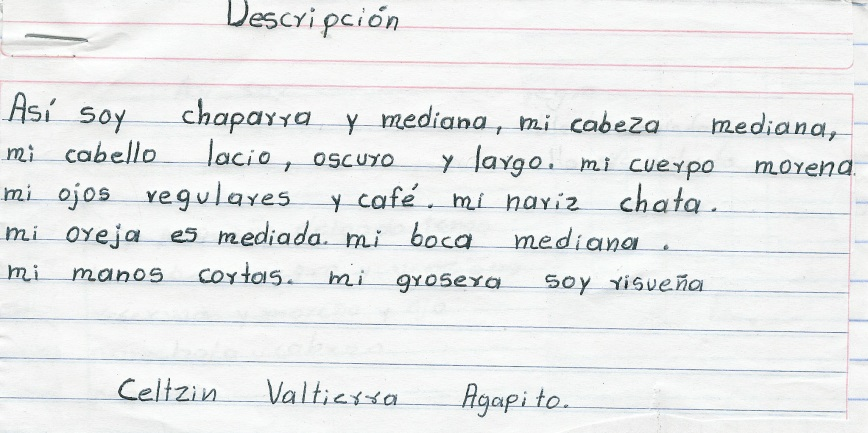 Descripción
Así soy chaparra y mediana, mi cabeza mediana,
mi cabello lacio, oscuro y largo. mi cuerpo morena
mi ojos regulares y café. mi nariz chata.
mi oreja es mediada. mi boca mediana.
mi manos cortas. mi grosera soy risueña
Celtzin Valtierra Agapito.